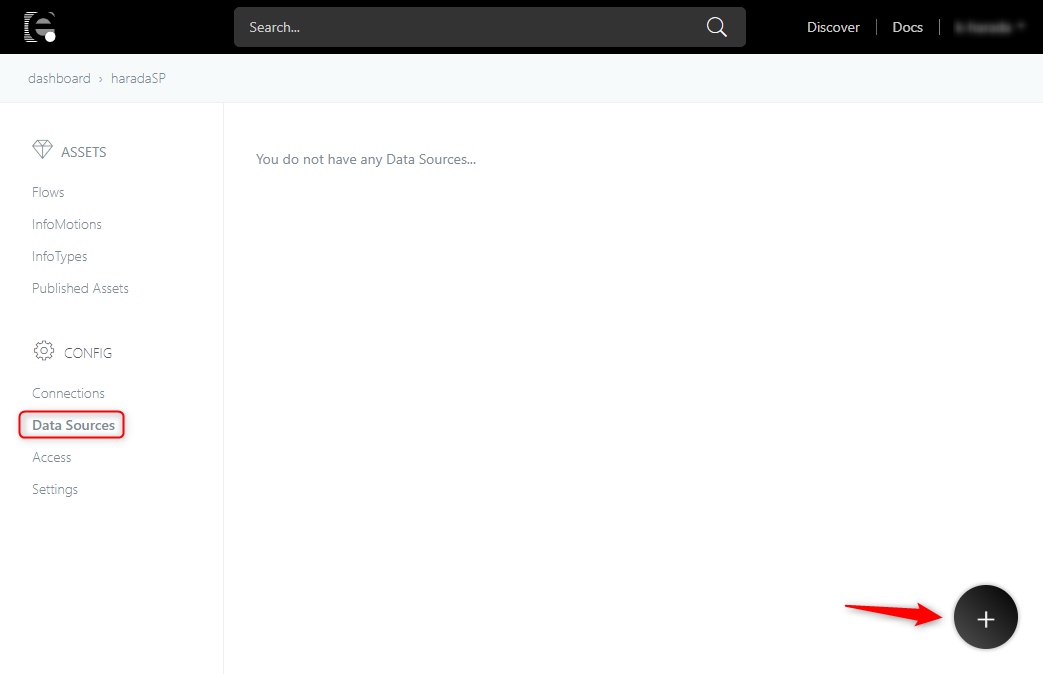 Search...
Discover
Docs
dashboard › haradaSP
ASSETS
Flows
InfoMotions
InfoTypes
Published Assets
CONFIG
Connections
Data Sources
Access
Settings
You do not have any Data Sources...